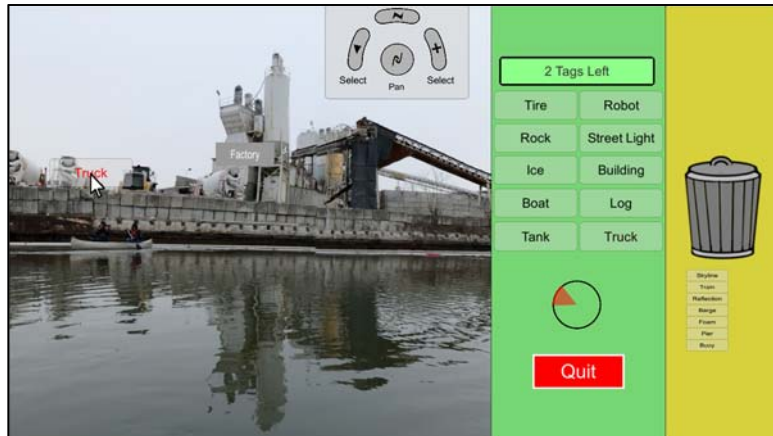 Select
Pan
Select
Factory
Truck
2 Tags Left
Tire
Robot
Rock
Street Light
Ice
Building
Boat
Log
Tank
Truck
Quit
Skyline
Train
Reflection
Barge
Foam
Pier
Buoy